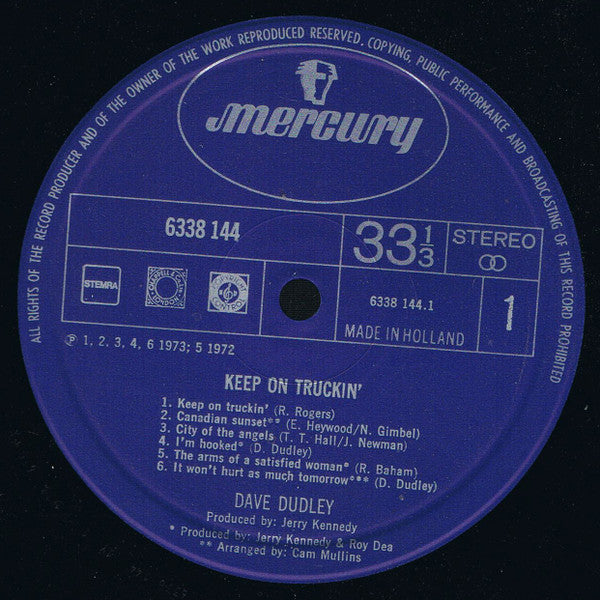 ALL RIGHTS OF THE RECORD PRODUCER AND OF THE OWNER OF THE WORK REPRODUCED RESERVED. COPYING, PUBLIC PERFORMANCE AND BROADCASTING OF THIS RECORD PROHIBITED
mercury
6338 144
33 1/3
STEREO
STEMRA
CHAPPELL & CO.
LONDON
6338 144.1
MADE IN HOLLAND
1
Ⓟ 1, 2, 3, 4, 6 1973; 5 1972
KEEP ON TRUCKIN'
1. Keep on truckin' (R. Rogers)
2. Canadian sunset** (E. Heywood/N. Gimbel)
3. City of the angels (T. T. Hall/J. Newman)
4. I'm hooked* (D. Dudley)
5. The arms of a satisfied woman* (R. Baham)
6. It won't hurt as much tomorrow*** (D. Dudley)
DAVE DUDLEY
Produced by: Jerry Kennedy
* Produced by: Jerry Kennedy & Roy Dea
** Arranged by: Cam Mullins